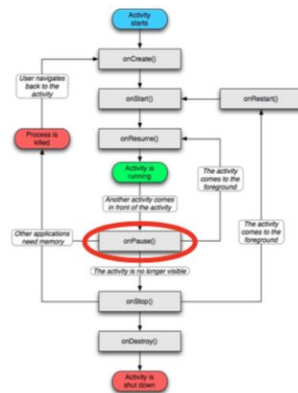 Activity
starts
onCreate()
User navigates
back to the
activity
onStart()
onRestart()
Process is
killed
onResume()
Activity is
running
Another activity comes
in front of the activity
The activity
comes to the
foreground
The activity
comes to the
foreground
Other applications
need memory
onPause()
The activity is no longer visible
onStop()
onDestroy()
Activity is
shut down